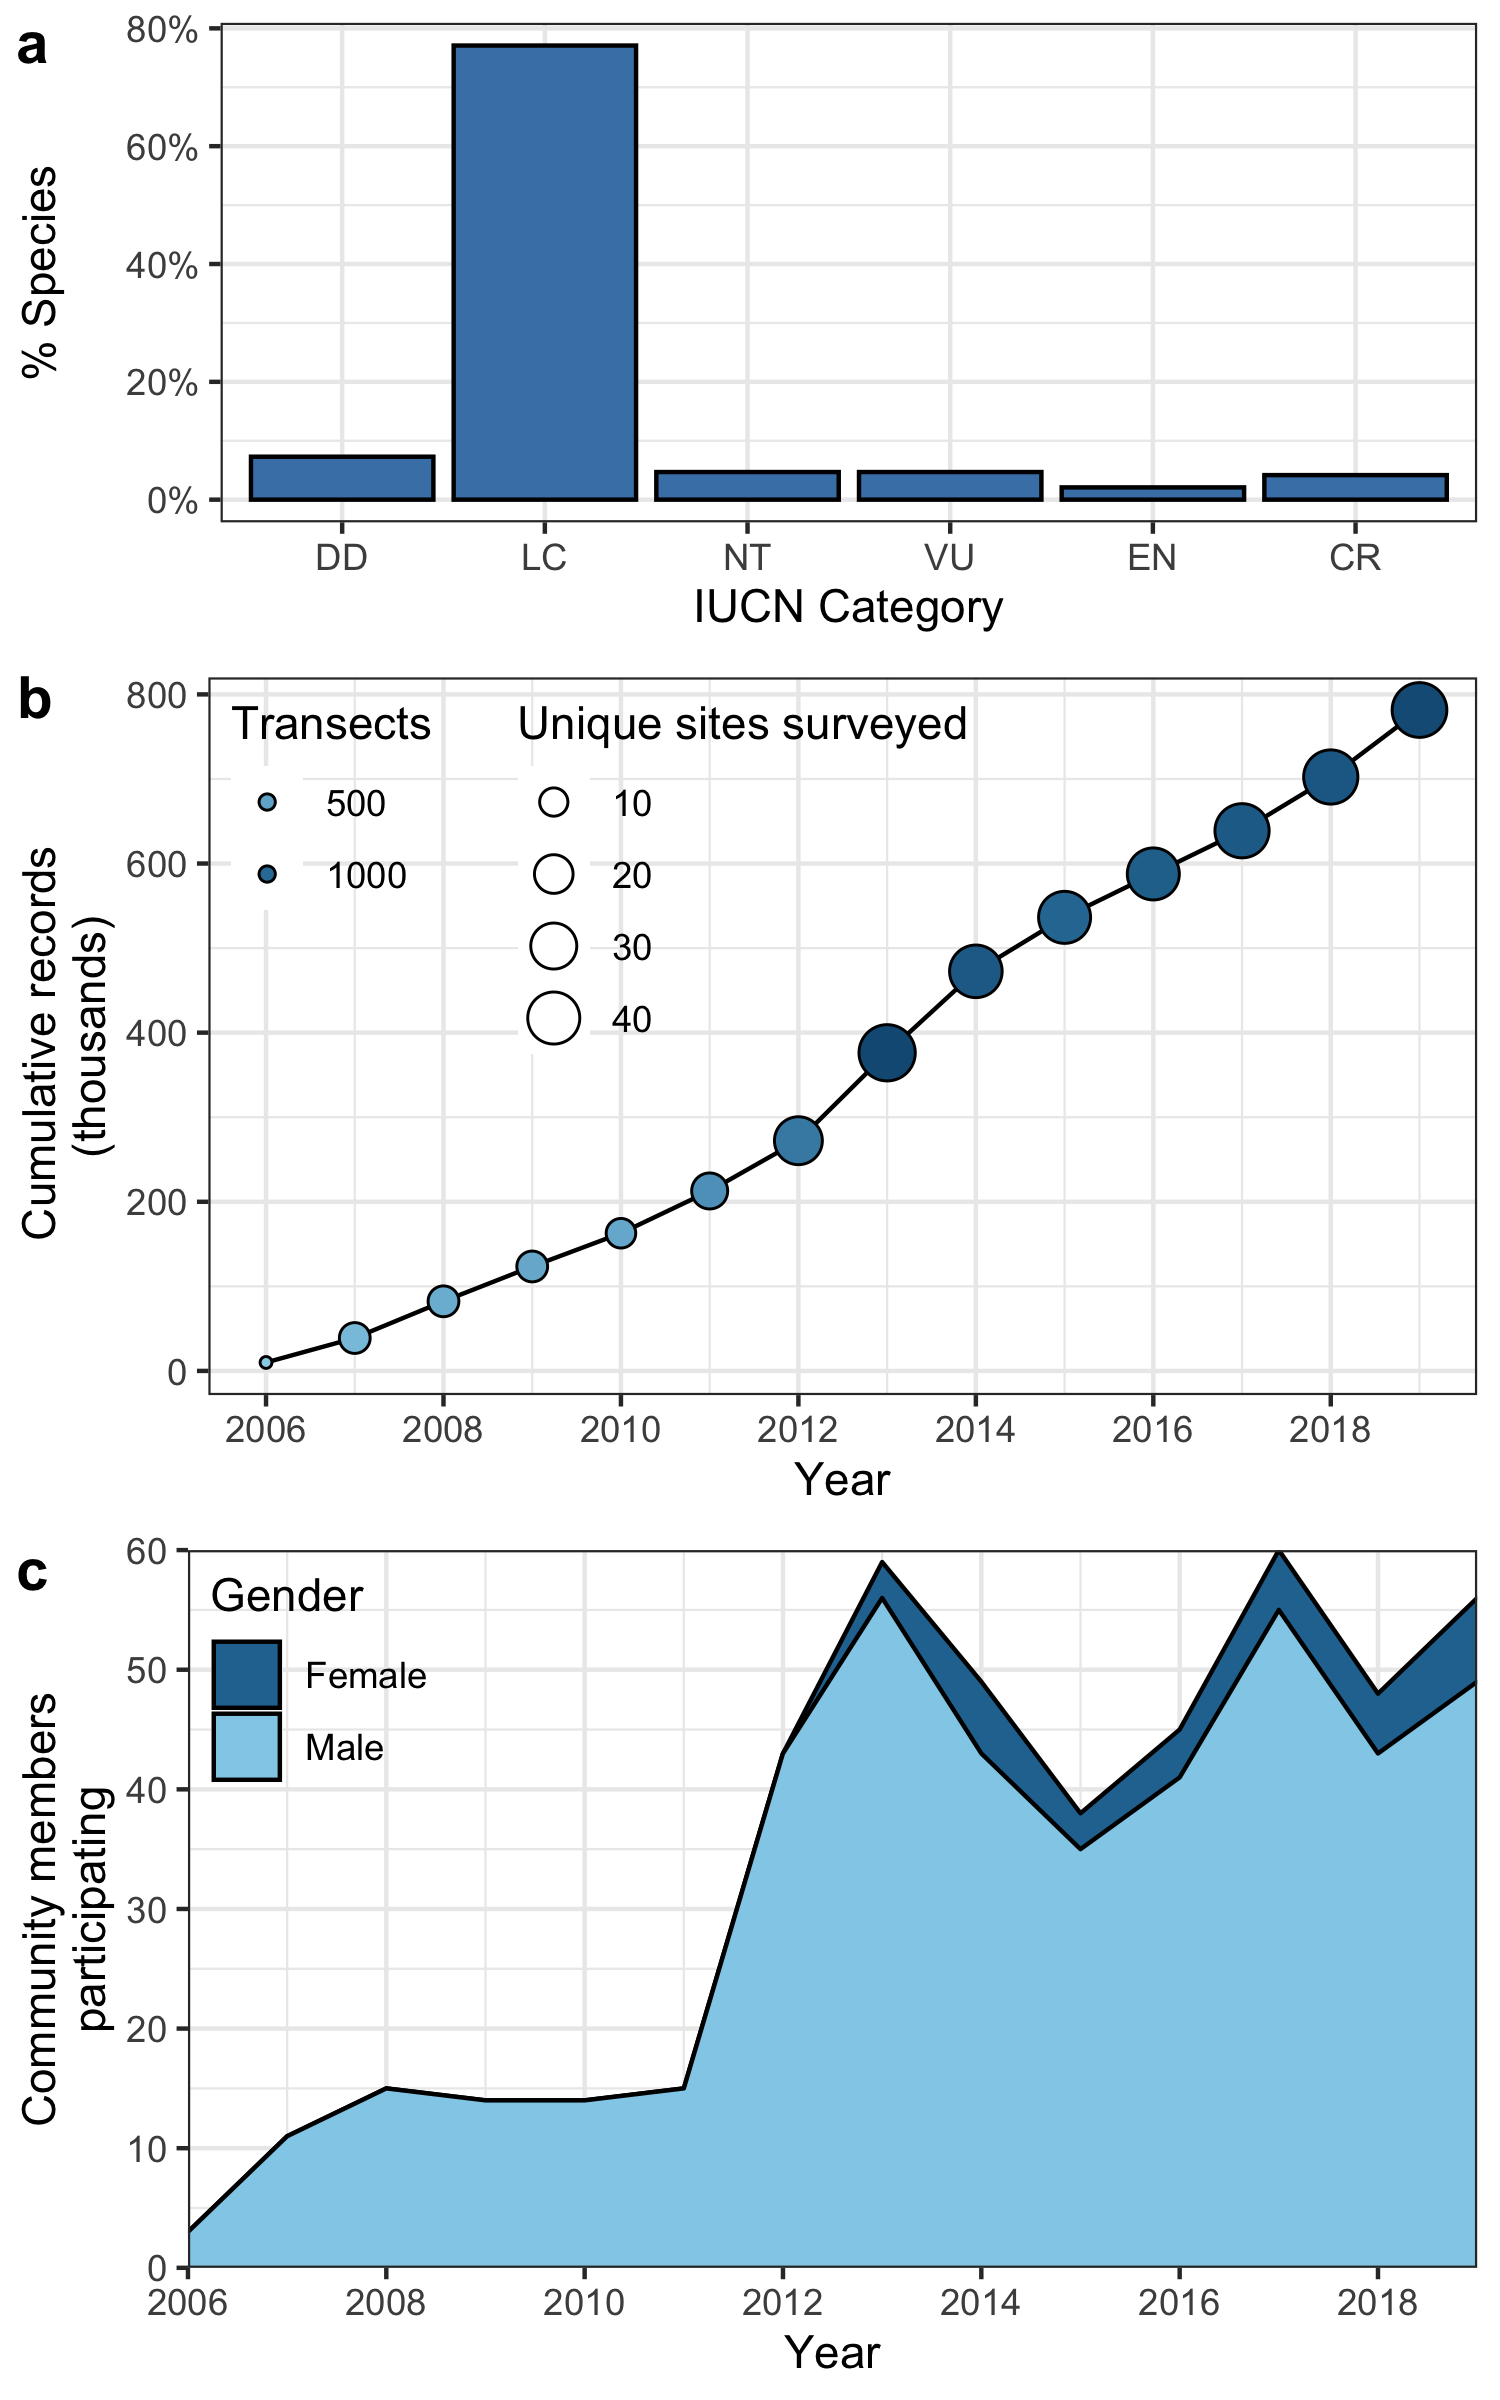 a
80%
60%
40%
20%
0%
% Species
DD LC NT VU EN CR
IUCN Category
b
800
600
400
200
0
Cumulative records
(thousands)
Transects
500
1000
Unique sites surveyed
10
20
30
40
2006 2008 2010 2012 2014 2016 2018
Year
c
60
50
40
30
20
10
0
Community members
participating
Gender
Female
Male
2006 2008 2010 2012 2014 2016 2018
Year